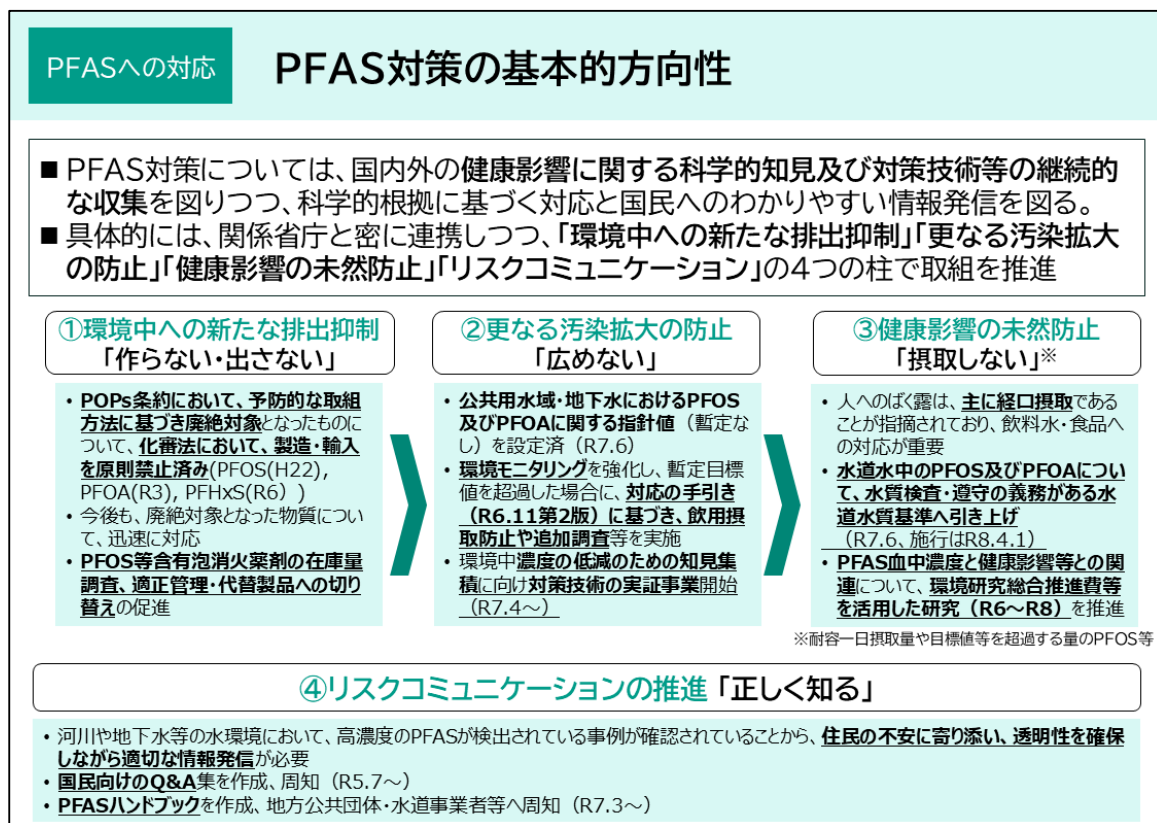 PFASへの対応
PFAS対策の基本的方向性
■ PFAS対策については、国内外の健康影響に関する科学的知見及び対策技術等の継続的
な収集を図りつつ、科学的根拠に基づく対応と国民へのわかりやすい情報発信を図る。
■ 具体的には、関係省庁と密に連携しつつ、「環境中への新たな排出抑制」「更なる汚染拡大
の防止」「健康影響の未然防止」「リスクコミュニケーション」の4つの柱で取組を推進
①環境中への新たな排出抑制
「作らない・出さない」
• POPs条約において、予防的な取組
方法に基づき廃絶対象となったものに
ついて、化審法において、製造・輸入
を原則禁止済み(PFOS(H22),
PFOA(R3), PFHxS(R6）)
• 今後も、廃絶対象となった物質につい
て、迅速に対応
• PFOS等含有泡消火薬剤の在庫量
調査、適正管理・代替製品への切り
替えの促進
②更なる汚染拡大の防止
「広めない」
• 公共用水域・地下水におけるPFOS
及びPFOAに関する指針値（暫定な
し）を設定済（R7.6）
• 環境モニタリングを強化し、暫定目標
値を超過した場合に、対応の手引き
（R6.11第2版）に基づき、飲用摂
取防止や追加調査等を実施
• 環境中濃度の低減のための知見集
積に向け対策技術の実証事業開始
（R7.4～）
③健康影響の未然防止
「摂取しない」※
• 人へのばく露は、主に経口摂取であ
ることが指摘されており、飲料水・食品へ
の対応が重要
• 水道水中のPFOS及びPFOAについ
て、水質検査・遵守の義務がある水
道水質基準へ引き上げ
（R7.6、施行はR8.4.1）
• PFAS血中濃度と健康影響等との関
連について、環境研究総合推進費等
を活用した研究（R6～R8）を推進
※耐容一日摂取量や目標値等を超過する量のPFOS等
④リスクコミュニケーションの推進 「正しく知る」
• 河川や地下水等の水環境において、高濃度のPFASが検出されている事例が確認されていることから、住民の不安に寄り添い、透明性を確保
しながら適切な情報発信が必要
• 国民向けのQ&A集を作成、周知（R5.7～）
• PFASハンドブックを作成、地方公共団体・水道事業者等へ周知（R7.3～）